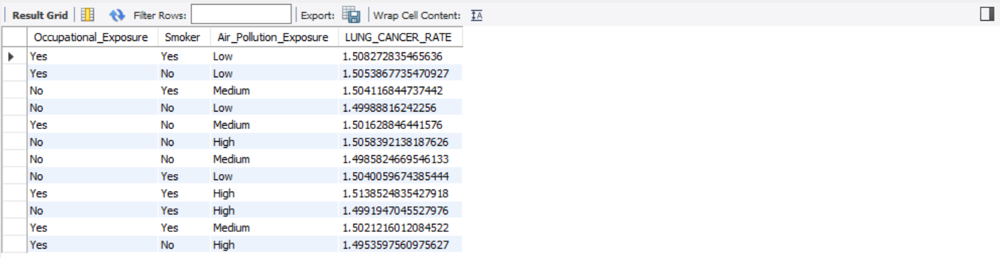 Result Grid Filter Rows: Export: Wrap Cell Content:
Occupational_Exposure Smoker Air_Pollution_Exposure LUNG_CANCER_RATE
Yes Yes Low 1.508272835465636
Yes No Low 1.5053867735470927
No Yes Medium 1.504116844737442
No No Low 1.49988816242256
Yes No Medium 1.501628846441576
No No High 1.5058392138187626
No No Medium 1.4985824669546133
No Yes Low 1.5040059674385444
Yes Yes High 1.5138524835427918
No Yes High 1.4991947045527976
Yes Yes Medium 1.5021216012084522
Yes No High 1.4953597560975627